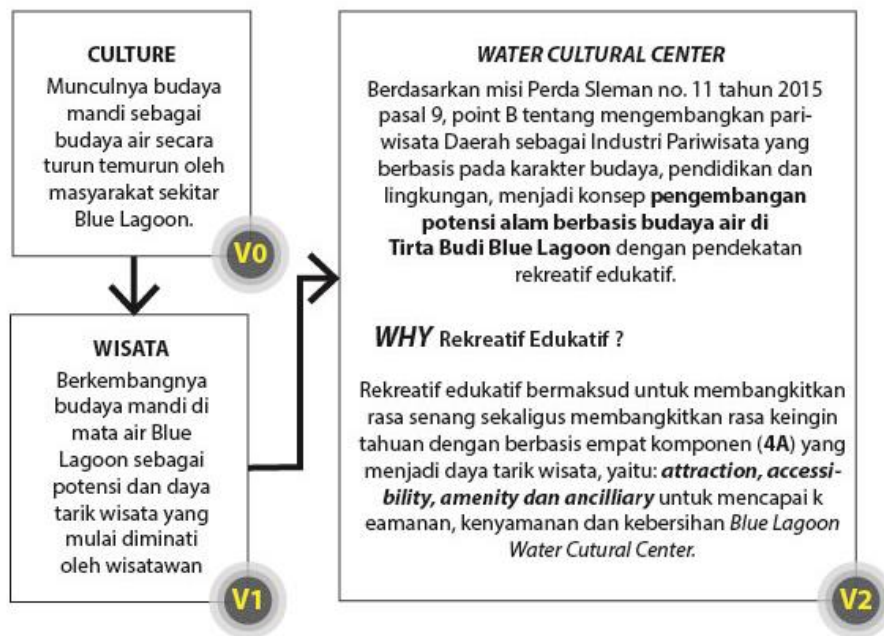 CULTURE
Munculnya budaya
mandi sebagai
budaya air secara
turun temurun oleh
masyarakat sekitar
Blue Lagoon.
V0
WISATA
Berkembangnya
budaya mandi di
mata air Blue
Lagoon sebagai
potensi dan daya
tarik wisata yang
mulai diminati
oleh wisatawan
V1
WATER CULTURAL CENTER
Berdasarkan misi Perda Sleman no. 11 tahun 2015
pasal 9, point B tentang mengembangkan pari-
wisata Daerah sebagai Industri Pariwisata yang
berbasis pada karakter budaya, pendidikan dan
lingkungan, menjadi konsep pengembangan
potensi alam berbasis budaya air di
Tirta Budi Blue Lagoon dengan pendekatan
rekreatif edukatif.
WHY Rekreatif Edukatif ?
Rekreatif edukatif bermaksud untuk membangkitkan
rasa senang sekaligus membangkitkan rasa keingin
tahuan dengan berbasis empat komponen (4A) yang
menjadi daya tarik wisata, yaitu: attraction, accessi-
bility, amenity dan ancilliary untuk mencapai k
eamanan, kenyamanan dan kebersihan Blue Lagoon
Water Cutural Center.
V2